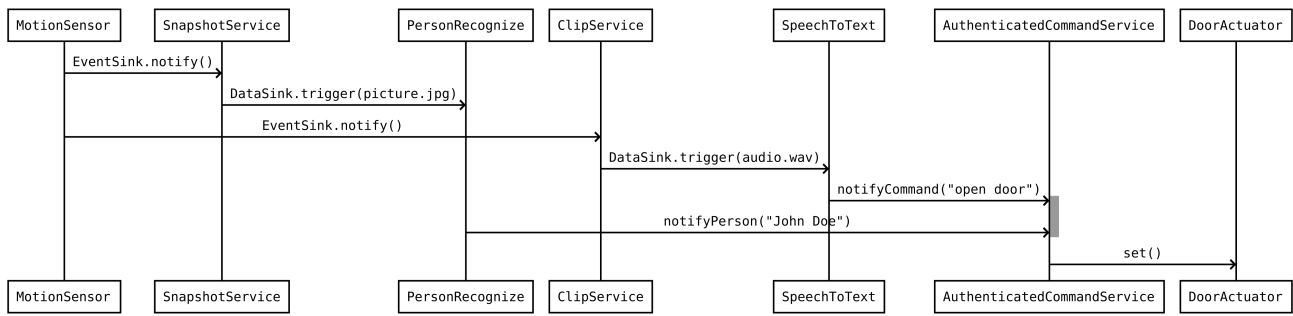 MotionSensor SnapshotService PersonRecognize ClipService SpeechToText AuthenticatedCommandService DoorActuator
EventSink.notify()
DataSink.trigger(picture.jpg)
EventSink.notify()
DataSink.trigger(audio.wav)
notifyCommand("open door")
notifyPerson("John Doe")
set()
MotionSensor SnapshotService PersonRecognize ClipService SpeechToText AuthenticatedCommandService DoorActuator